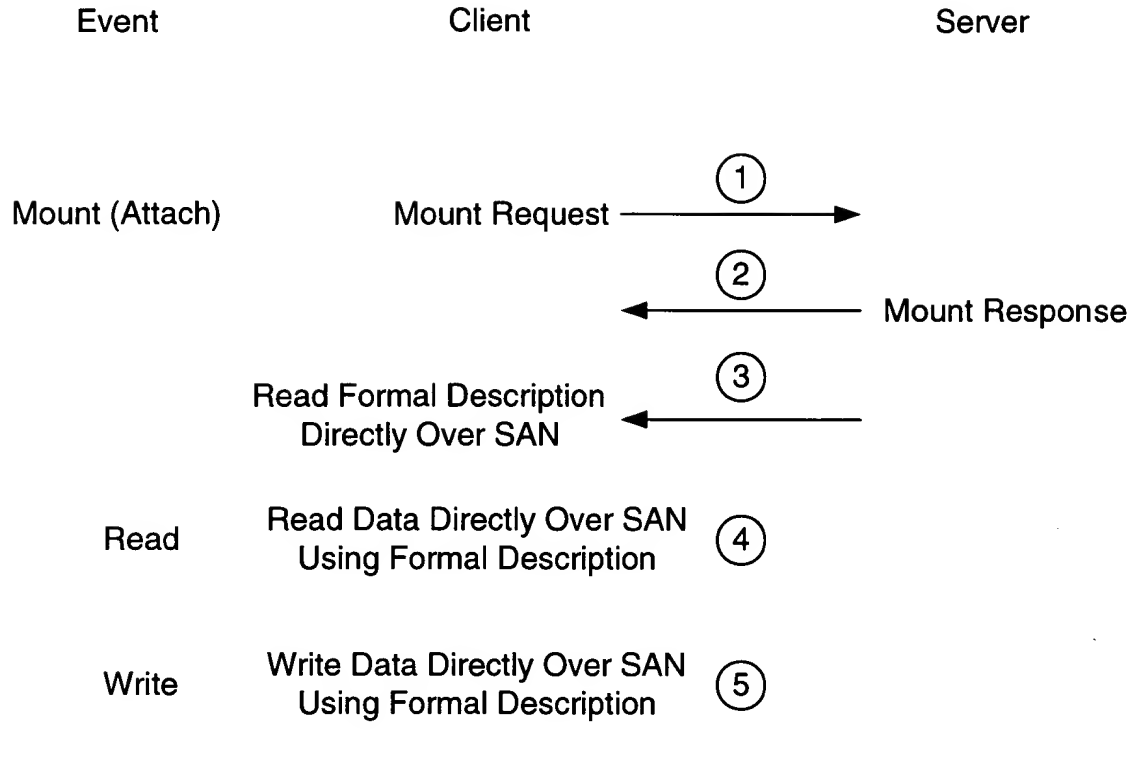 Event Client Server
1
Mount (Attach) Mount Request
2
Mount Response
3
Read Formal Description
Directly Over SAN
Read Data Directly Over SAN
Read 4
Using Formal Description
Write Data Directly Over SAN
Write 5
Using Formal Description